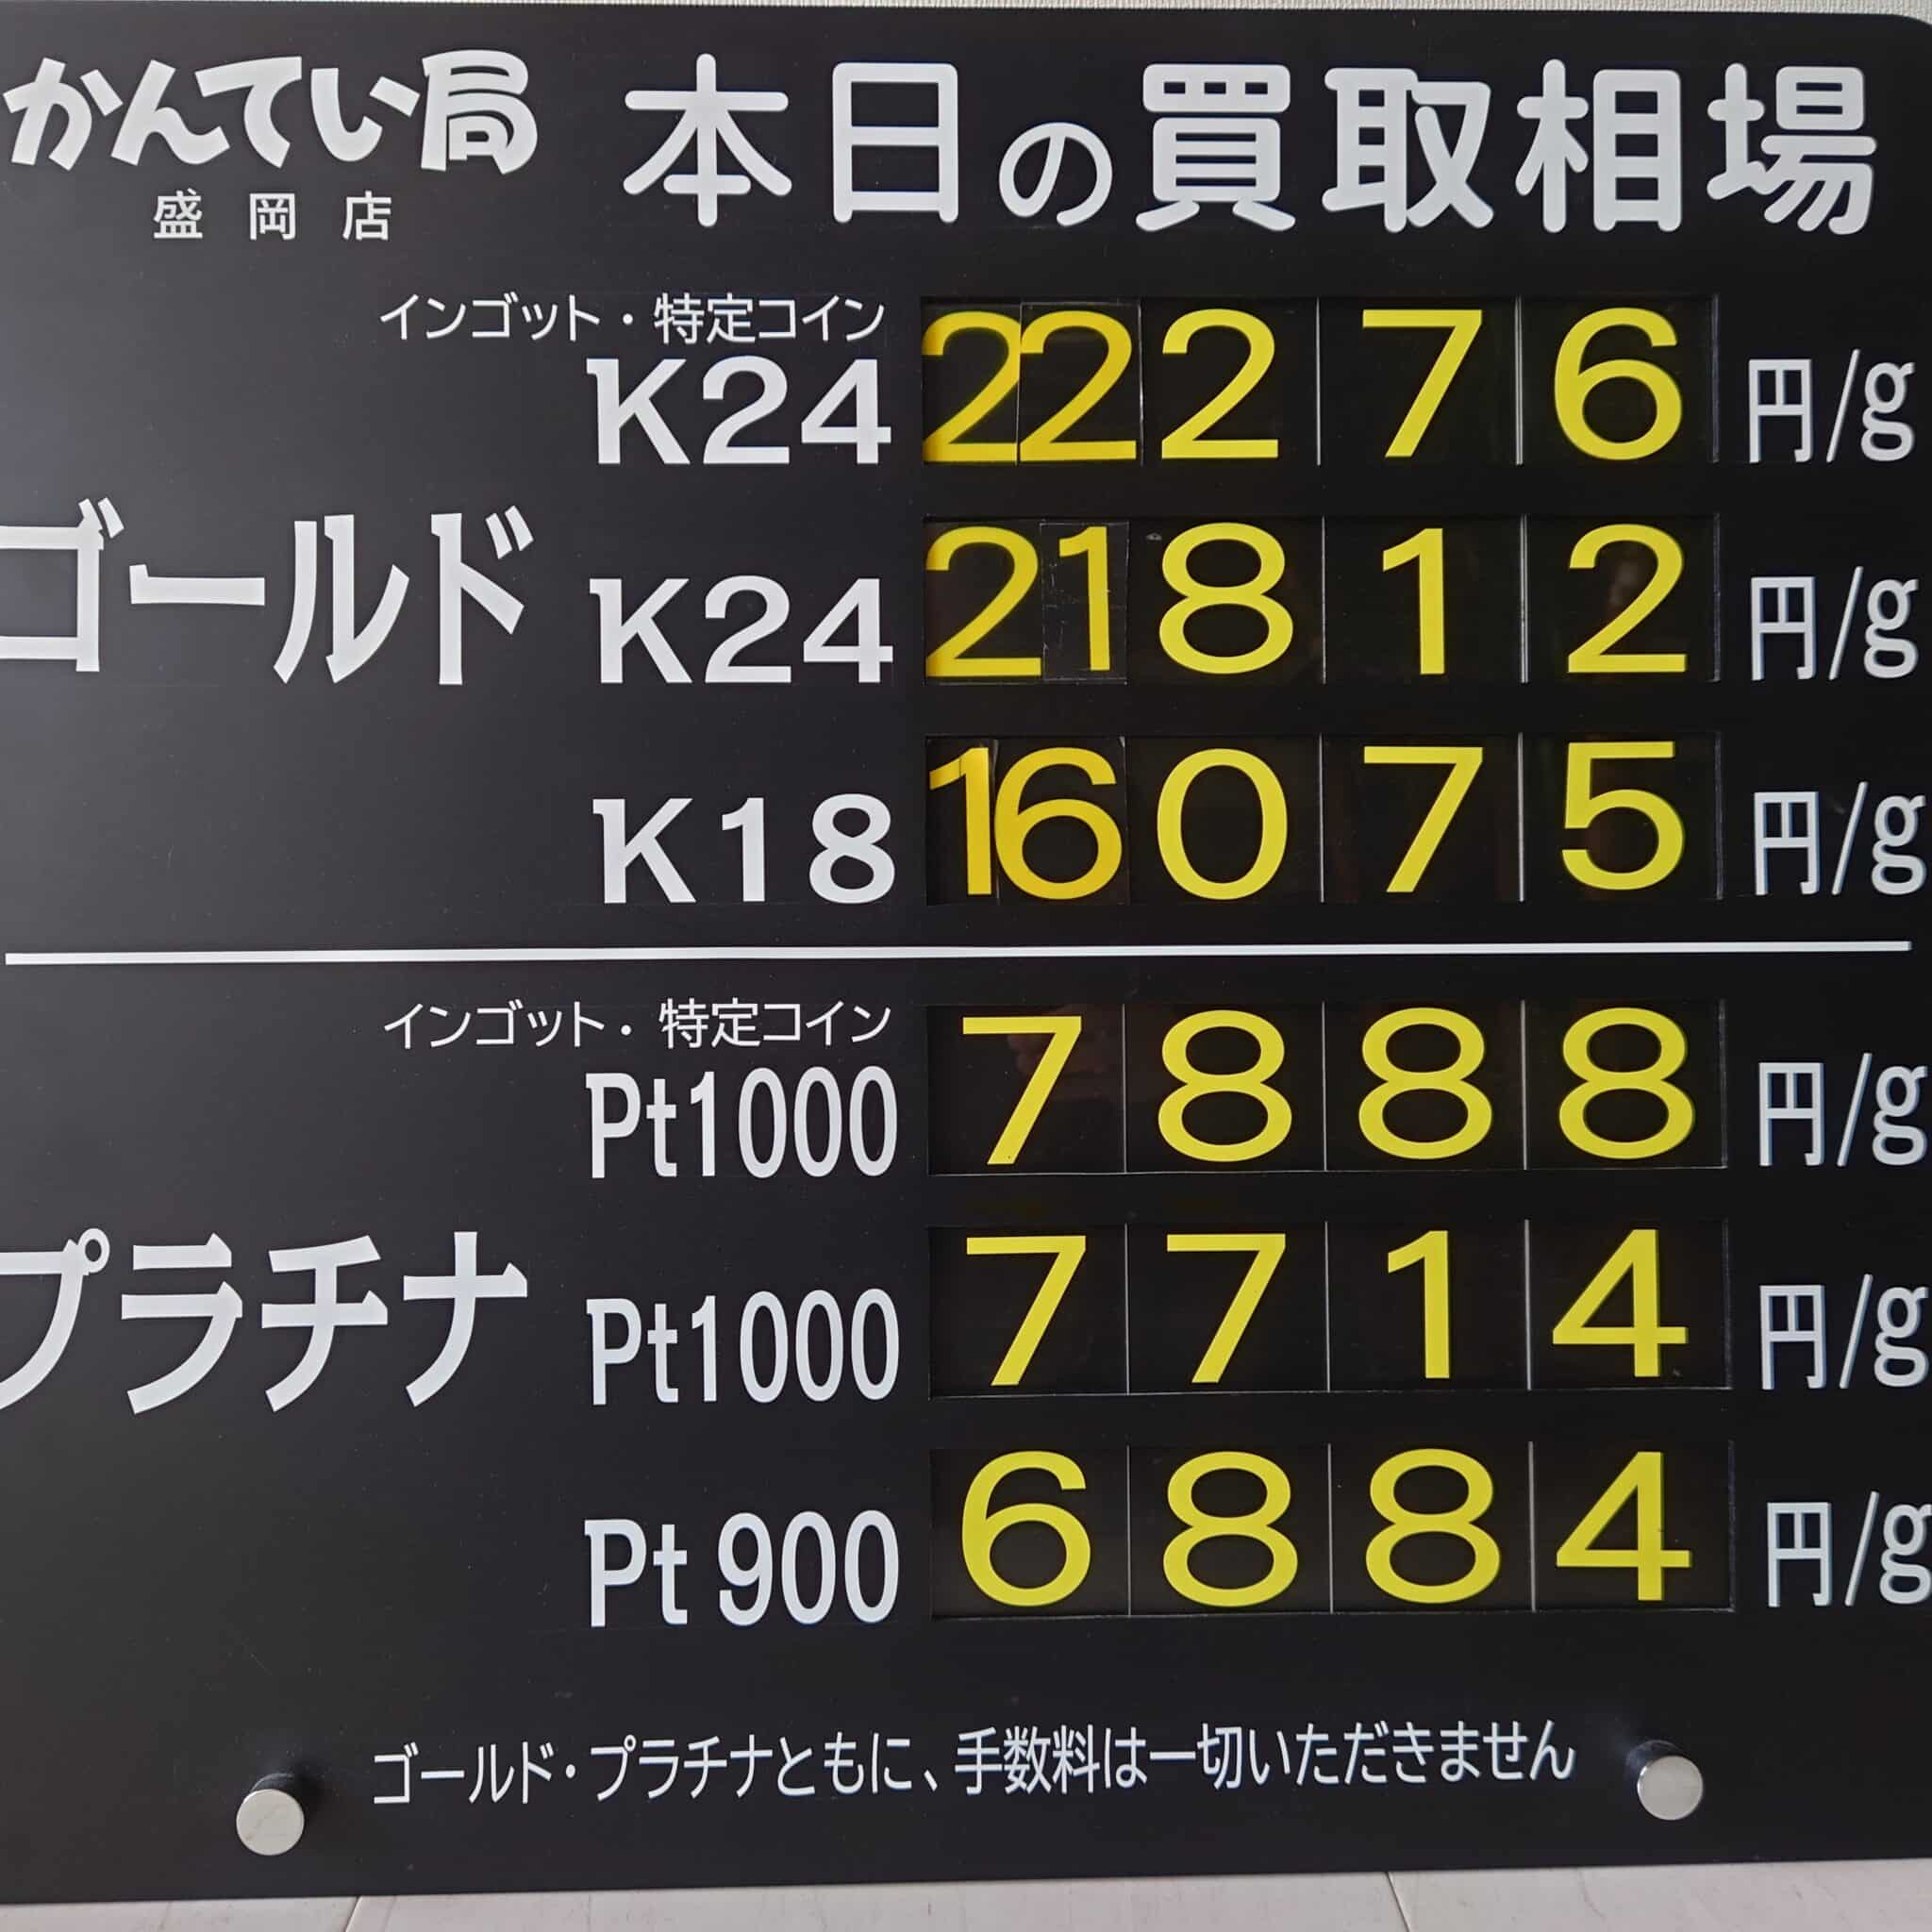 かんてい局 本日の買取相場
盛岡店
インゴット・特定コイン
K24 22276 円/g
ゴールド K24 21812 円/g
K18 16075 円/g
インゴット・特定コイン
Pt1000 7888 円/g
プラチナ Pt1000 7714 円/g
Pt 900 6884 円/g
ゴールド・プラチナともに、手数料は一切いただきません